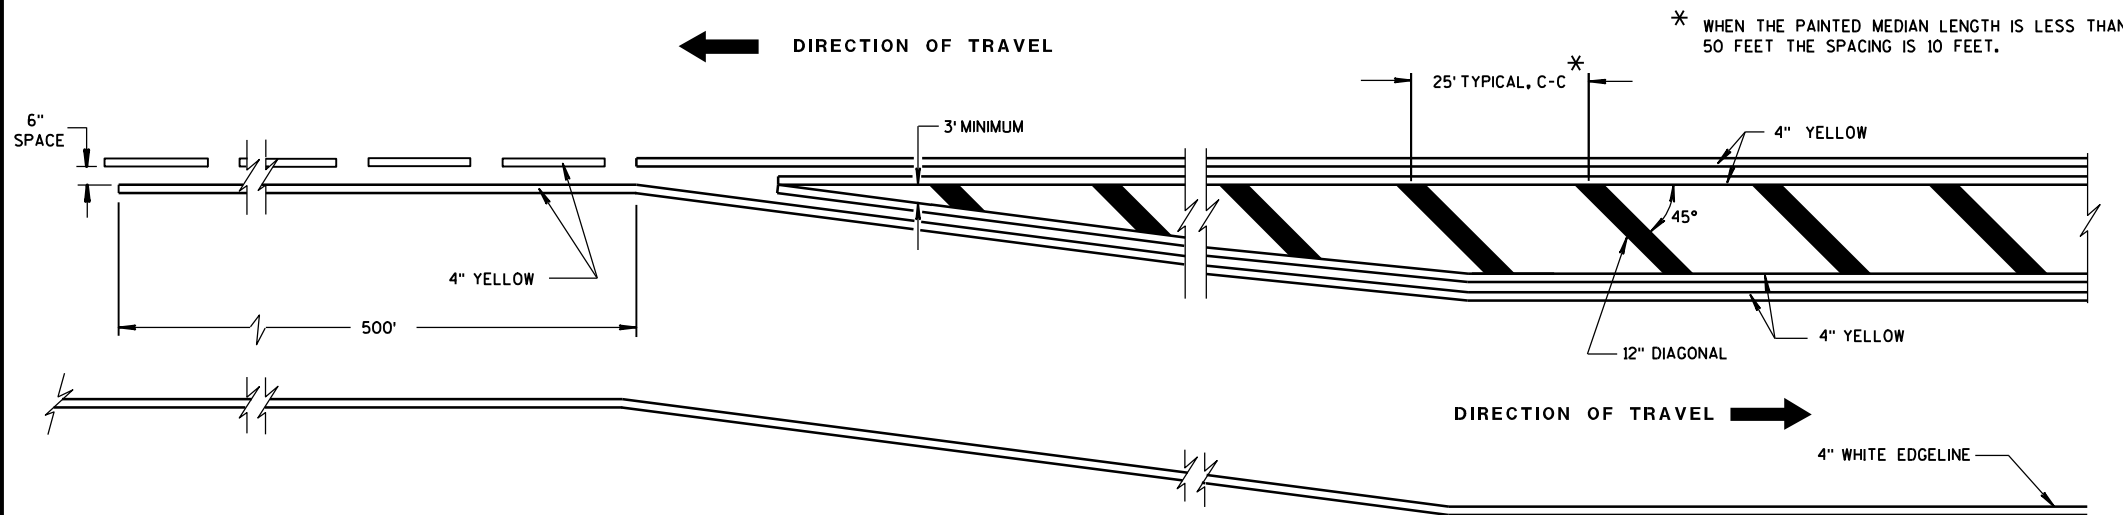 * WHEN THE PAINTED MEDIAN LENGTH IS LESS THAN
50 FEET THE SPACING IS 10 FEET.
DIRECTION OF TRAVEL
25' TYPICAL, C-C *
6"
SPACE
3' MINIMUM
4" YELLOW
45°
4" YELLOW
500'
4" YELLOW
12" DIAGONAL
DIRECTION OF TRAVEL
4" WHITE EDGELINE